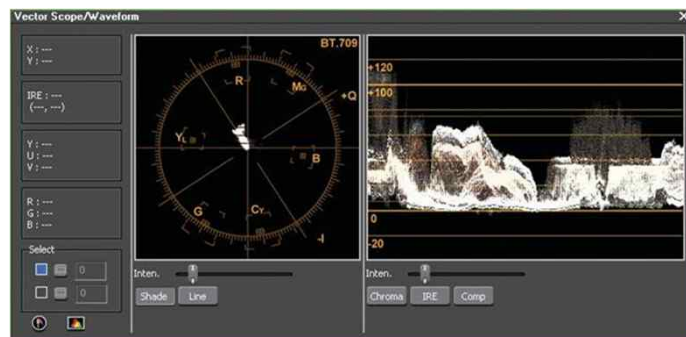 Vector Scope/Waveform
X : ---
Y : ---
IRE : ---
(---, ---)
Y : ---
U : ---
V : ---
R : ---
G : ---
B : ---
Select
0
0
BT.709
R
MG
+Q
YL
B
G
CY
-I
Inten.
Shade
Line
+120
+100
0
-20
Inten.
Chroma
IRE
Comp